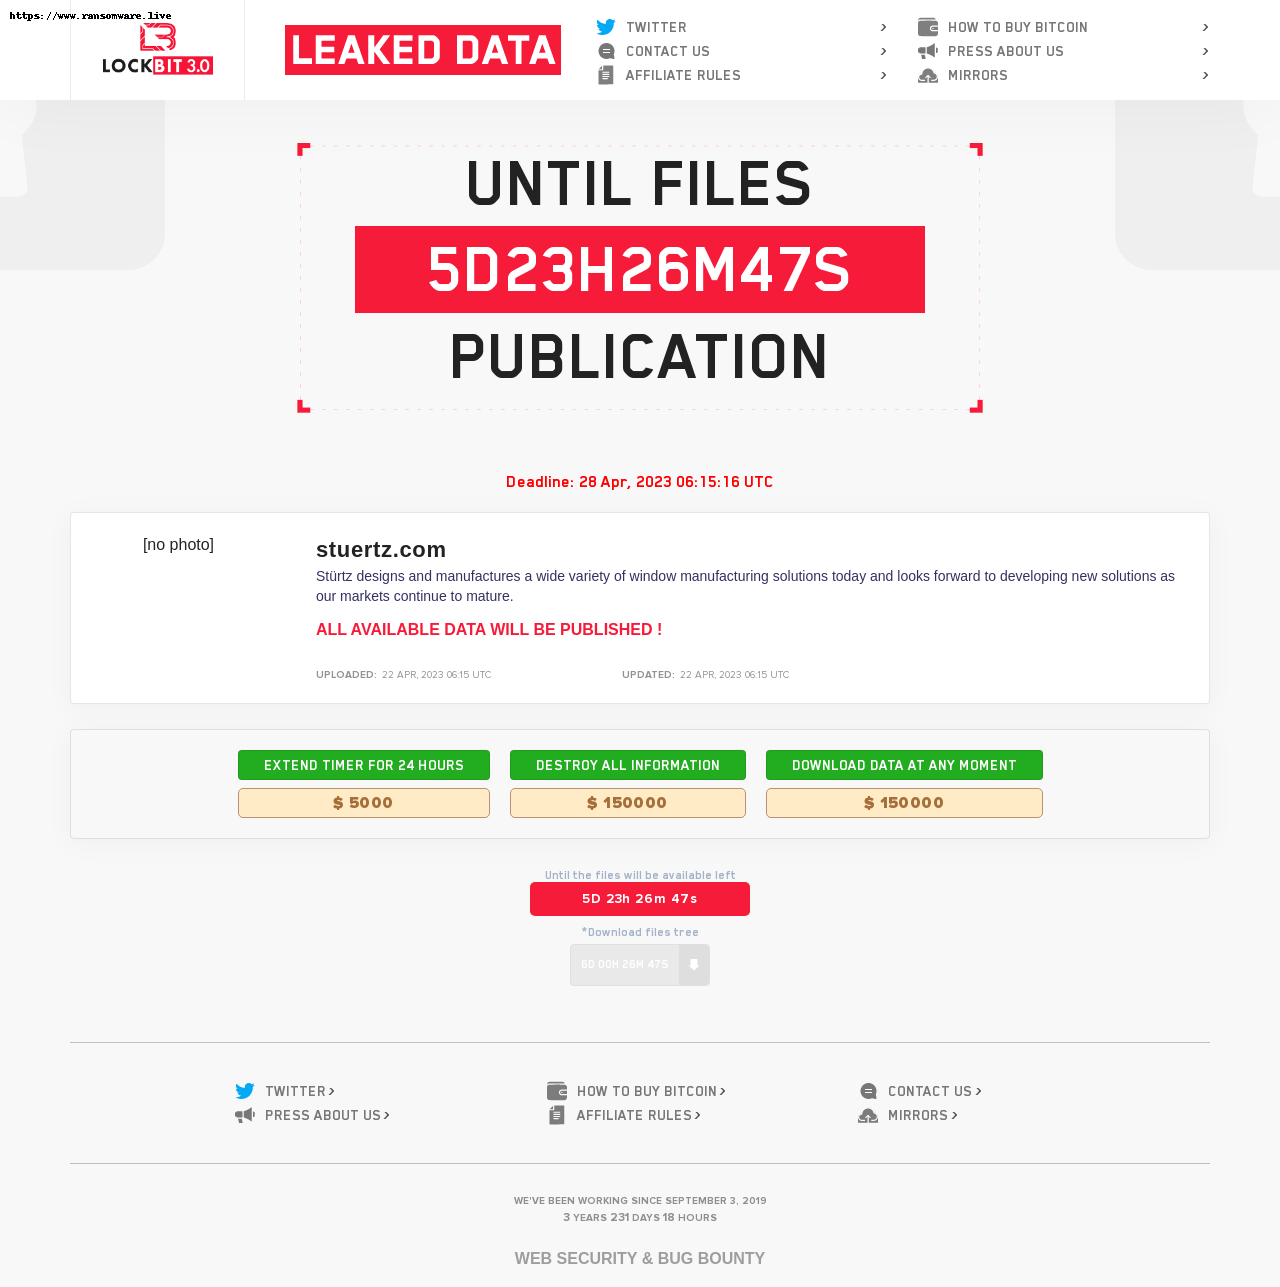 https://www.ransomware.live
LOCKBIT 3.0
LEAKED DATA
TWITTER >
CONTACT US >
AFFILIATE RULES >
HOW TO BUY BITCOIN >
PRESS ABOUT US >
MIRRORS >
UNTIL FILES
5D23H26M47S
PUBLICATION
Deadline: 28 Apr, 2023 06:15:16 UTC
[no photo]
stuertz.com
Stürtz designs and manufactures a wide variety of window manufacturing solutions today and looks forward to developing new solutions as
our markets continue to mature.
ALL AVAILABLE DATA WILL BE PUBLISHED !
UPLOADED: 22 APR, 2023 06:15 UTC
UPDATED: 22 APR, 2023 06:15 UTC
EXTEND TIMER FOR 24 HOURS
$ 5000
DESTROY ALL INFORMATION
$ 150000
DOWNLOAD DATA AT ANY MOMENT
$ 150000
Until the files will be available left
5D 23h 26m 47s
*Download files tree
6D 00H 26M 47S
TWITTER >
PRESS ABOUT US >
HOW TO BUY BITCOIN >
AFFILIATE RULES >
CONTACT US >
MIRRORS >
WE'VE BEEN WORKING SINCE SEPTEMBER 3, 2019
3 YEARS 231 DAYS 18 HOURS
WEB SECURITY & BUG BOUNTY